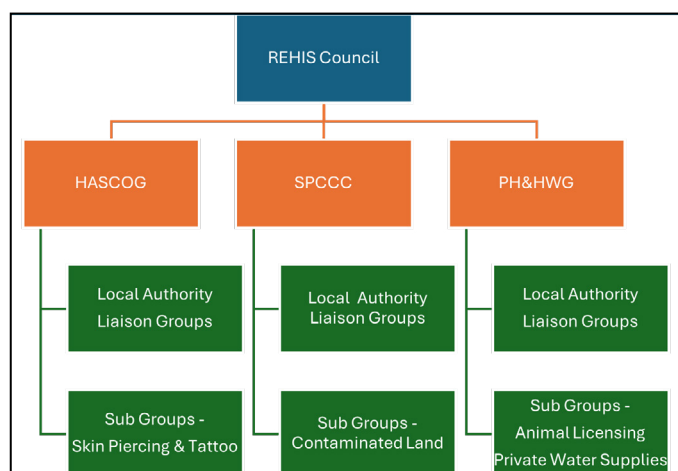 REHIS Council
HASCOG
SPCCC
PH&HWG
Local Authority
Liaison Groups
Local Authority
Liaison Groups
Local Authority
Liaison Groups
Sub Groups -
Skin Piercing & Tattoo
Sub Groups -
Contaminated Land
Sub Groups -
Animal Licensing
Private Water Supplies